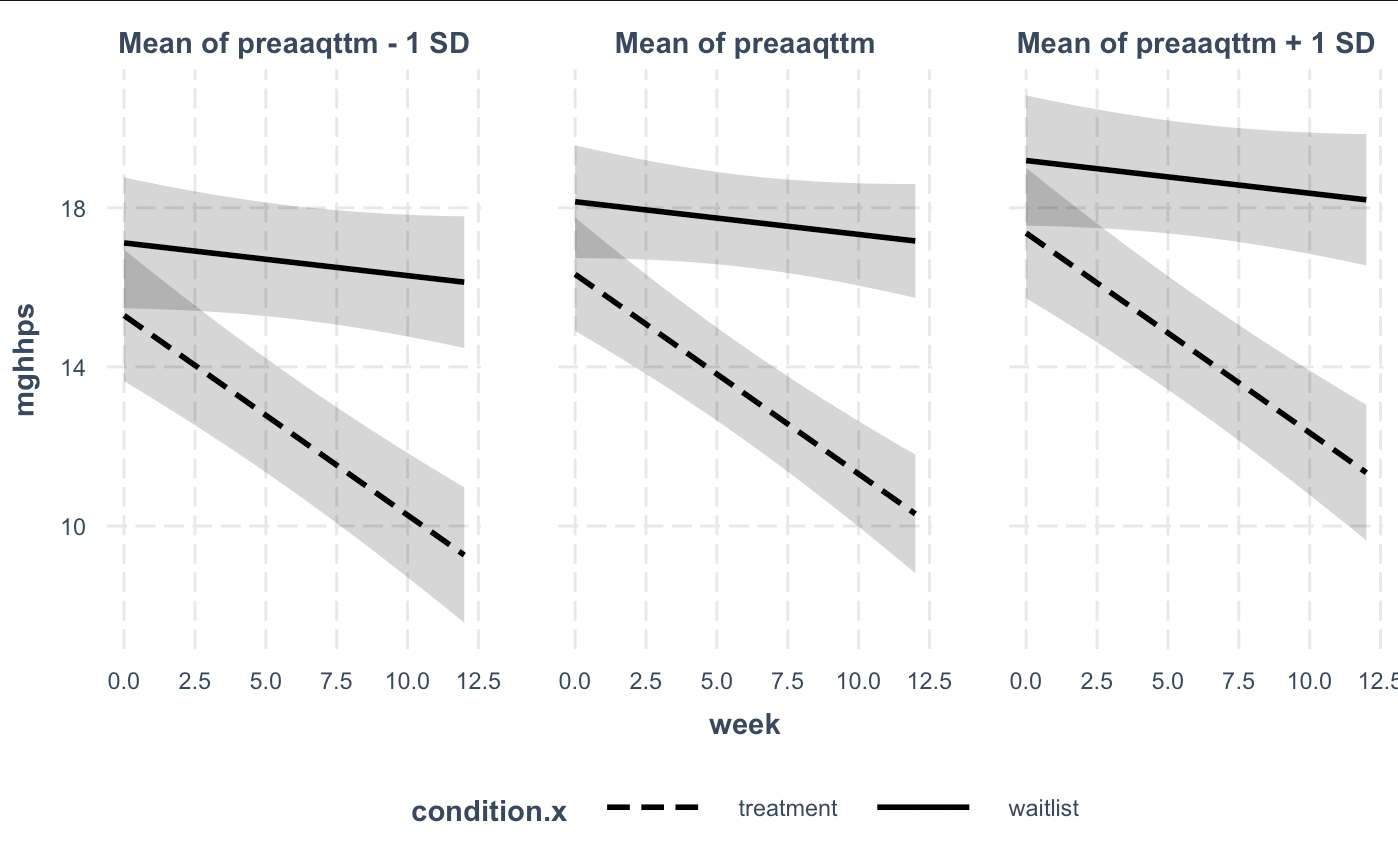 Mean of preaaqttm - 1 SD
Mean of preaaqttm
Mean of preaaqttm + 1 SD
mghhps
18
14
10
0.0 2.5 5.0 7.5 10.0 12.5
0.0 2.5 5.0 7.5 10.0 12.5
0.0 2.5 5.0 7.5 10.0 12.5
week
condition.x treatment waitlist